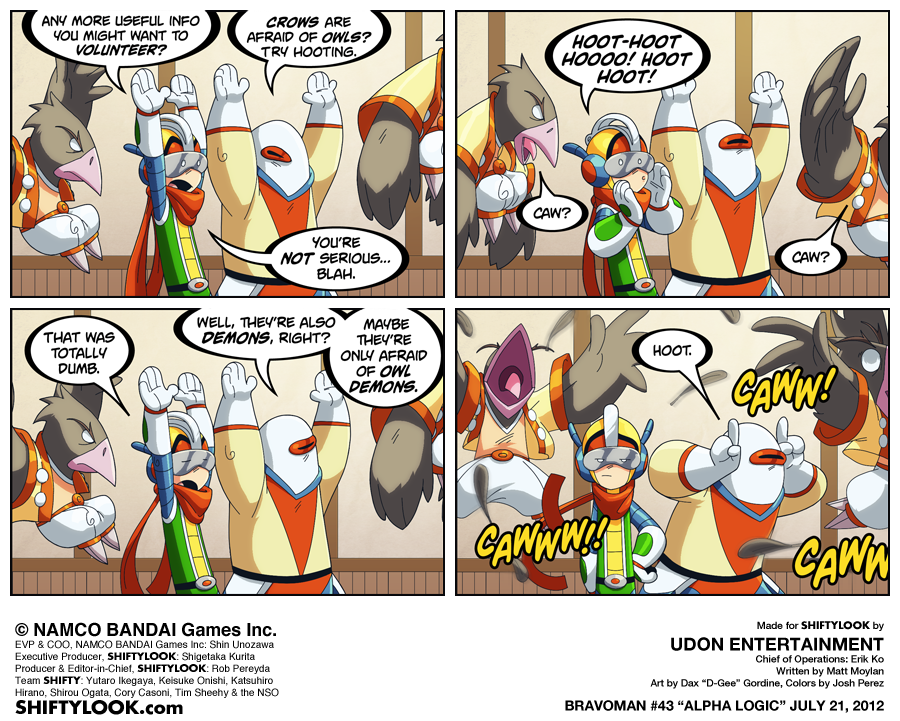 ANY MORE USEFUL INFO
YOU MIGHT WANT TO
VOLUNTEER?
CROWS ARE
AFRAID OF OWLS?
TRY HOOTING.
YOU'RE
NOT SERIOUS...
BLAH.
HOOT-HOOT
HOOOO! HOOT
HOOT!
CAW?
CAW?
THAT WAS
TOTALLY
DUMB.
WELL, THEY'RE ALSO
DEMONS, RIGHT?
MAYBE
THEY'RE
ONLY AFRAID
OF OWL
DEMONS.
HOOT.
CAWW!
CAWWW!!
CAWW
© NAMCO BANDAI Games Inc.
EVP & COO, NAMCO BANDAI Games Inc: Shin Unozawa
Executive Producer, SHIFTYLOOK: Shigetaka Kurita
Producer & Editor-in-Chief, SHIFTYLOOK: Rob Pereyda
Team SHIFTY: Yutaro Ikegaya, Keisuke Onishi, Katsuhiro
Hirano, Shirou Ogata, Cory Casoni, Tim Sheehy & the NSO
SHIFTYLOOK.com
Made for SHIFTYLOOK by
UDON ENTERTAINMENT
Chief of Operations: Erik Ko
Written by Matt Moylan
Art by Dax "D-Gee" Gordine, Colors by Josh Perez
BRAVOMAN #43 "ALPHA LOGIC" JULY 21, 2012